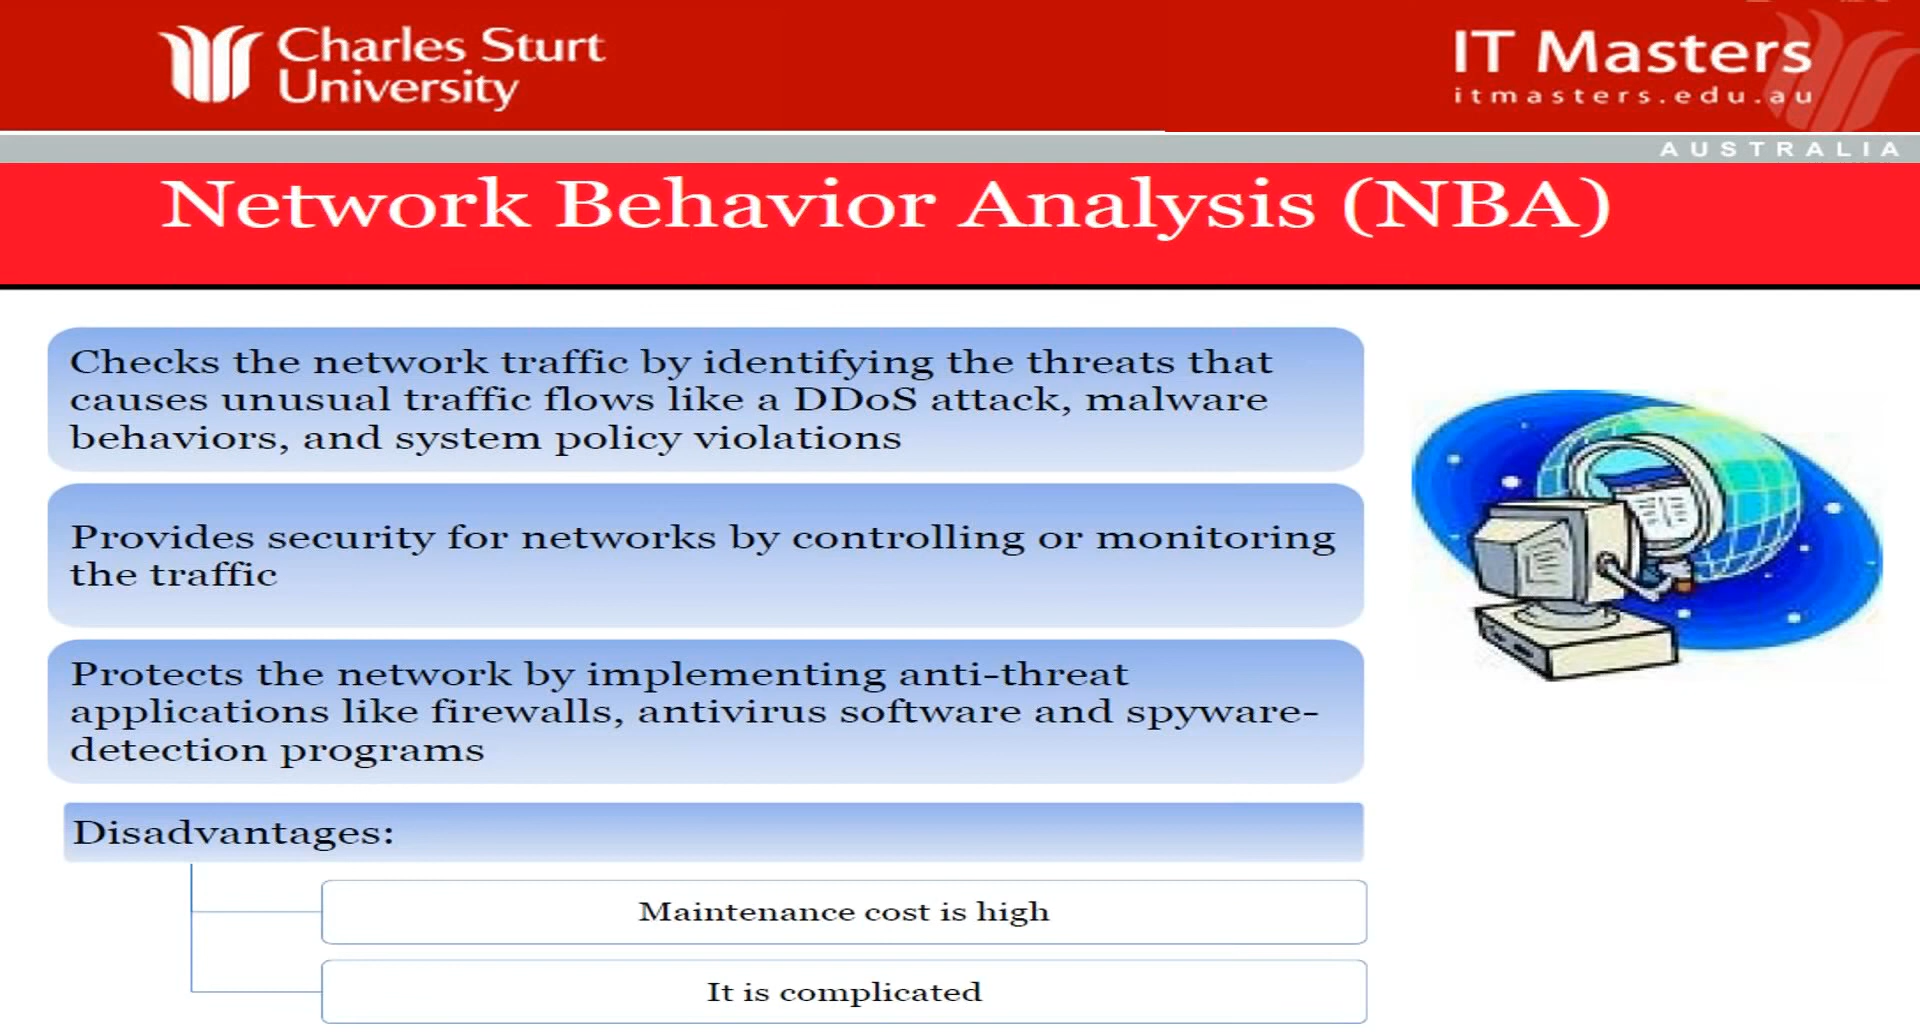 Charles Sturt
University
IT Masters
itmasters.edu.au
AUSTRALIA
Network Behavior Analysis (NBA)
Checks the network traffic by identifying the threats that
causes unusual traffic flows like a DDoS attack, malware
behaviors, and system policy violations
Provides security for networks by controlling or monitoring
the traffic
Protects the network by implementing anti-threat
applications like firewalls, antivirus software and spyware-
detection programs
Disadvantages:
Maintenance cost is high
It is complicated